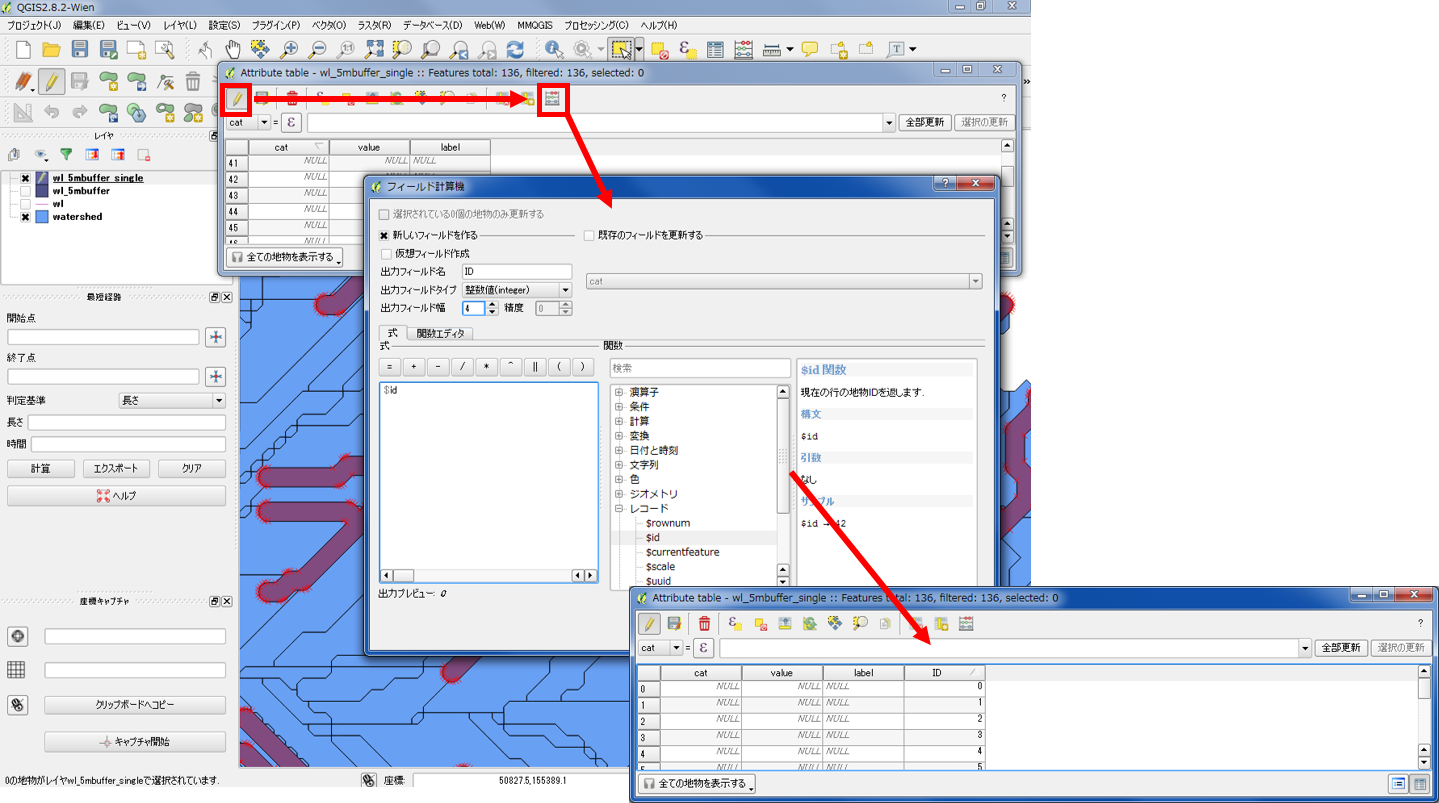 QGIS2.8.2-Wien
プロジェクト(J) 編集(E) ビュー(V) レイヤ(L) 設定(S) プラグイン(P) ベクタ(O) ラスタ(R) データベース(D) Web(W) MMQGIS プロセッシング(C) ヘルプ(H)
Attribute table - wl_5mbuffer_single :: Features total: 136, filtered: 136, selected: 0
?
cat = ε 全部更新 選択の更新
cat value label
41 NULL NULL NULL
42 NULL
43 NULL
44 NULL
45 NULL
46 NULL
全ての地物を表示する
レイヤ
wl_5mbuffer_single
wl_5mbuffer
wl
watershed
最短経路
開始点
終了点
判定基準 長さ
長さ
時間
計算 エクスポート クリア
ヘルプ
座標キャプチャ
クリップボードへコピー
キャプチャ開始
0の地物がレイヤwl_5mbuffer_singleで選択されています.
座標: 50827.5,155389.1
フィールド計算機
選択されている0個の地物のみ更新する
新しいフィールドを作る 既存のフィールドを更新する
仮想フィールド作成
出力フィールド名 ID
cat
出力フィールドタイプ 整数値(integer)
出力フィールド幅 4 精度 0
式 関数エディタ
式 関数
= + - / * ^ || ( )
検索
$id
演算子
条件
計算
変換
日付と時刻
文字列
色
ジオメトリ
レコード
$rownum
$id
$currentfeature
$scale
$uuid
$id 関数
現在の行の地物IDを返します.
構文
$id
引数
なし
サンプル
$id → 42
出力プレビュー: 0
Attribute table - wl_5mbuffer_single :: Features total: 136, filtered: 136, selected: 0
?
cat = ε 全部更新 選択の更新
cat value label ID
0 NULL NULL NULL 0
1 NULL NULL NULL 1
2 NULL NULL NULL 2
3 NULL NULL NULL 3
4 NULL NULL NULL 4
5 NULL NULL NULL 5
全ての地物を表示する